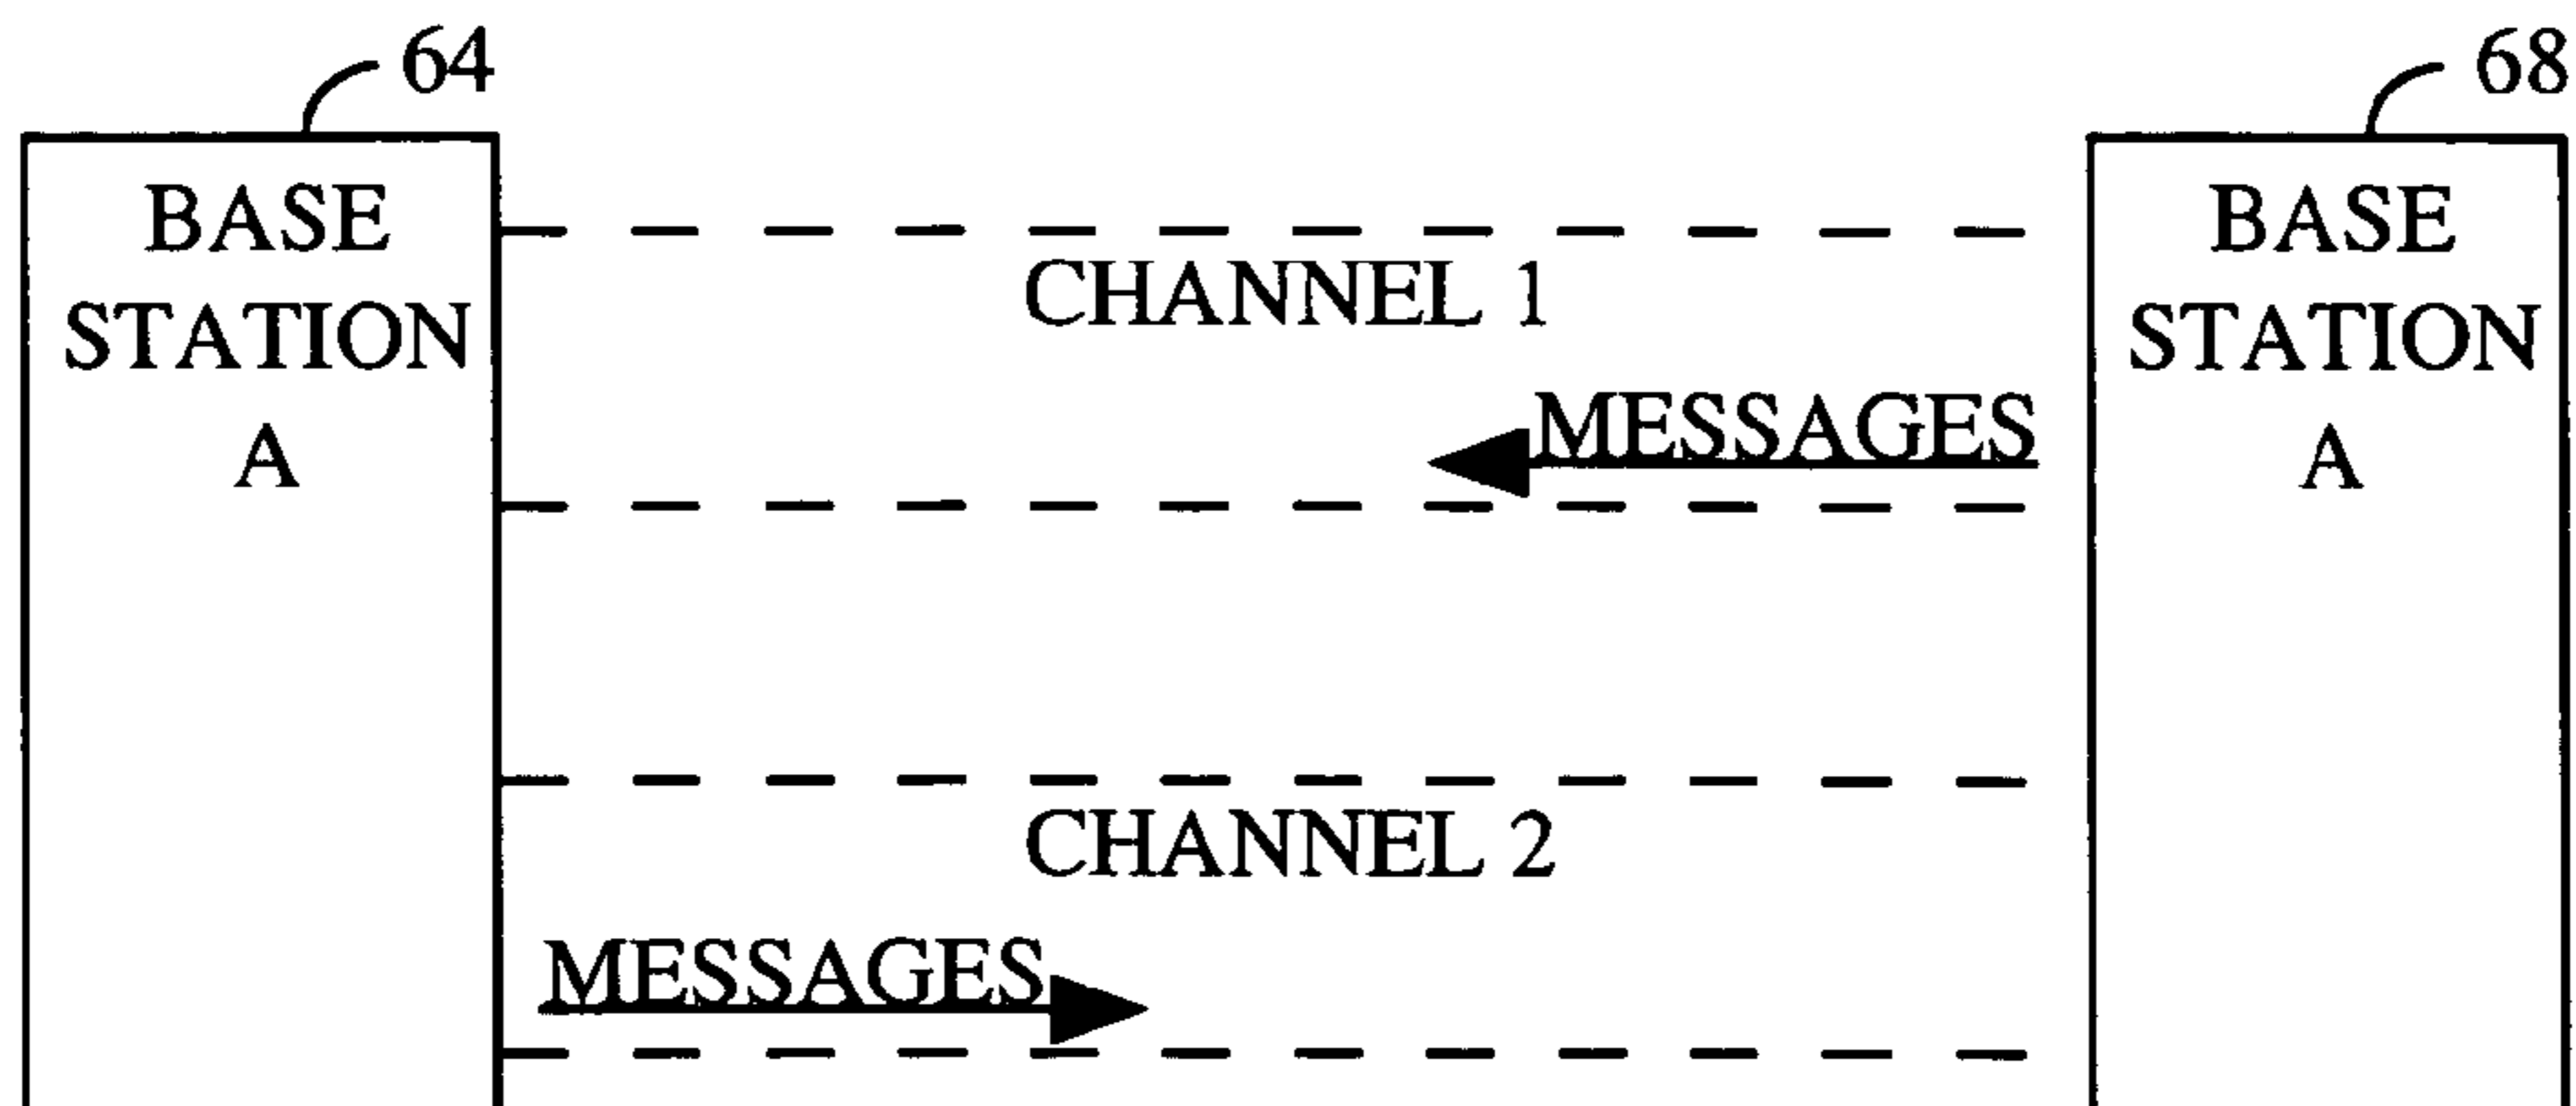 64
68
BASE
STATION
A
CHANNEL 1
MESSAGES
BASE
STATION
A
CHANNEL 2
MESSAGES